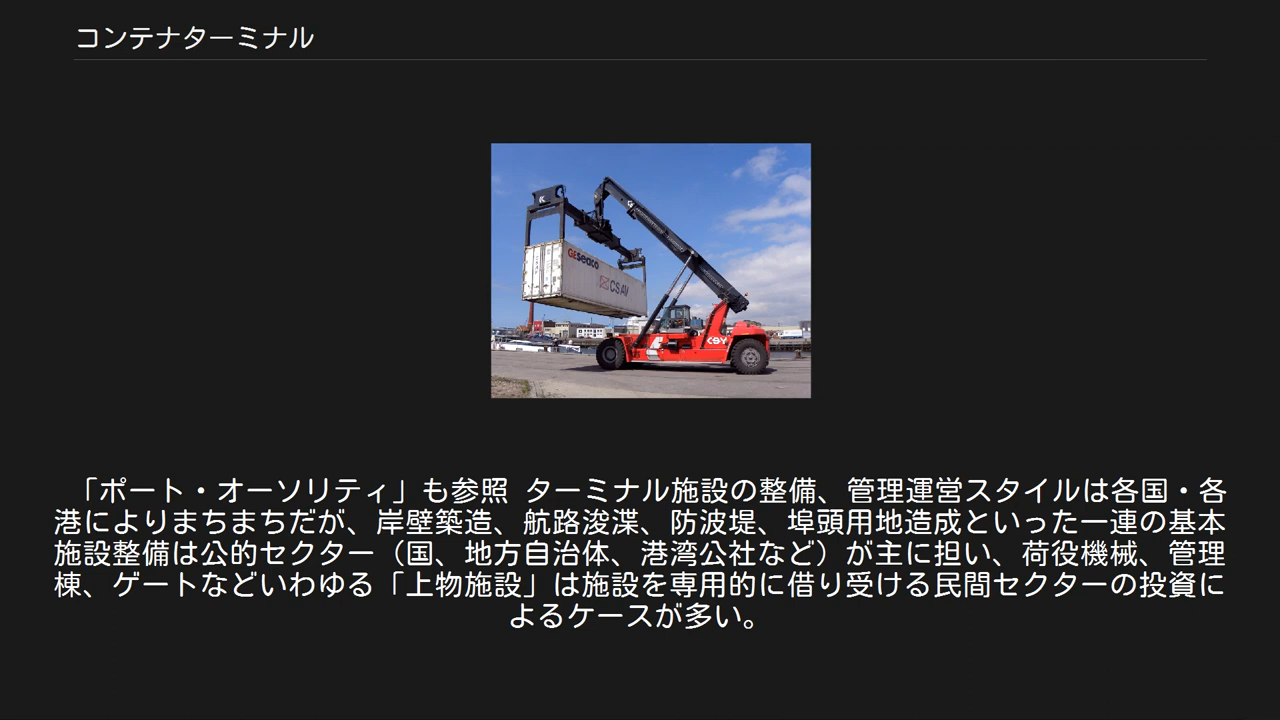 コンテナターミナル
GEseaco
CSAV
「ポート・オーソリティ」も参照 ターミナル施設の整備、管理運営スタイルは各国・各
港によりまちまちだが、岸壁築造、航路浚渫、防波堤、埠頭用地造成といった一連の基本
施設整備は公的セクター（国、地方自治体、港湾公社など）が主に担い、荷役機械、管理
棟、ゲートなどいわゆる「上物施設」は施設を専用的に借り受ける民間セクターの投資に
よるケースが多い。